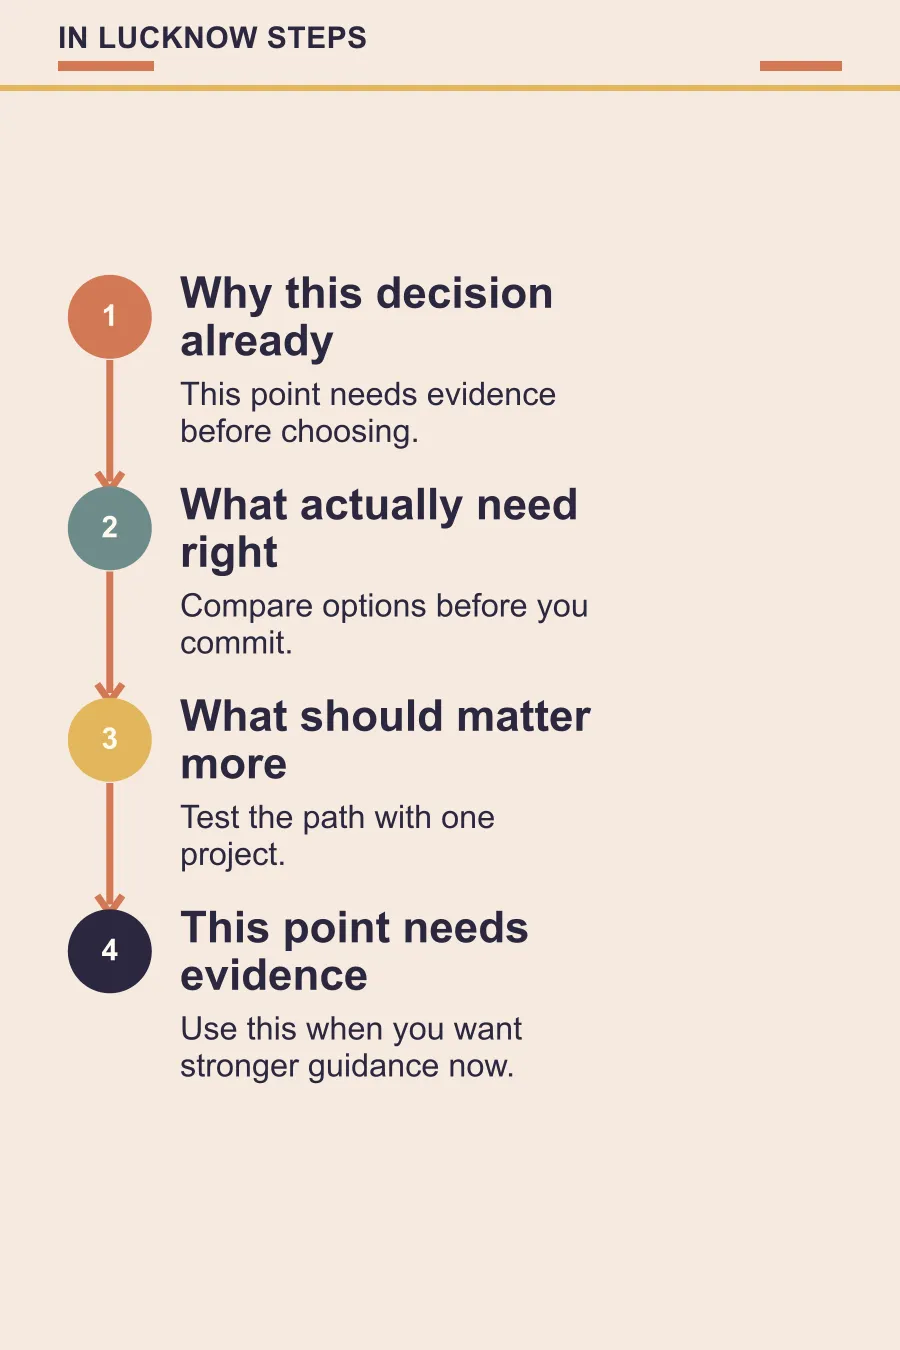 IN LUCKNOW STEPS
1
Why this decision
already
This point needs evidence
before choosing.
2
What actually need
right
Compare options before you
commit.
3
What should matter
more
Test the path with one
project.
4
This point needs
evidence
Use this when you want
stronger guidance now.